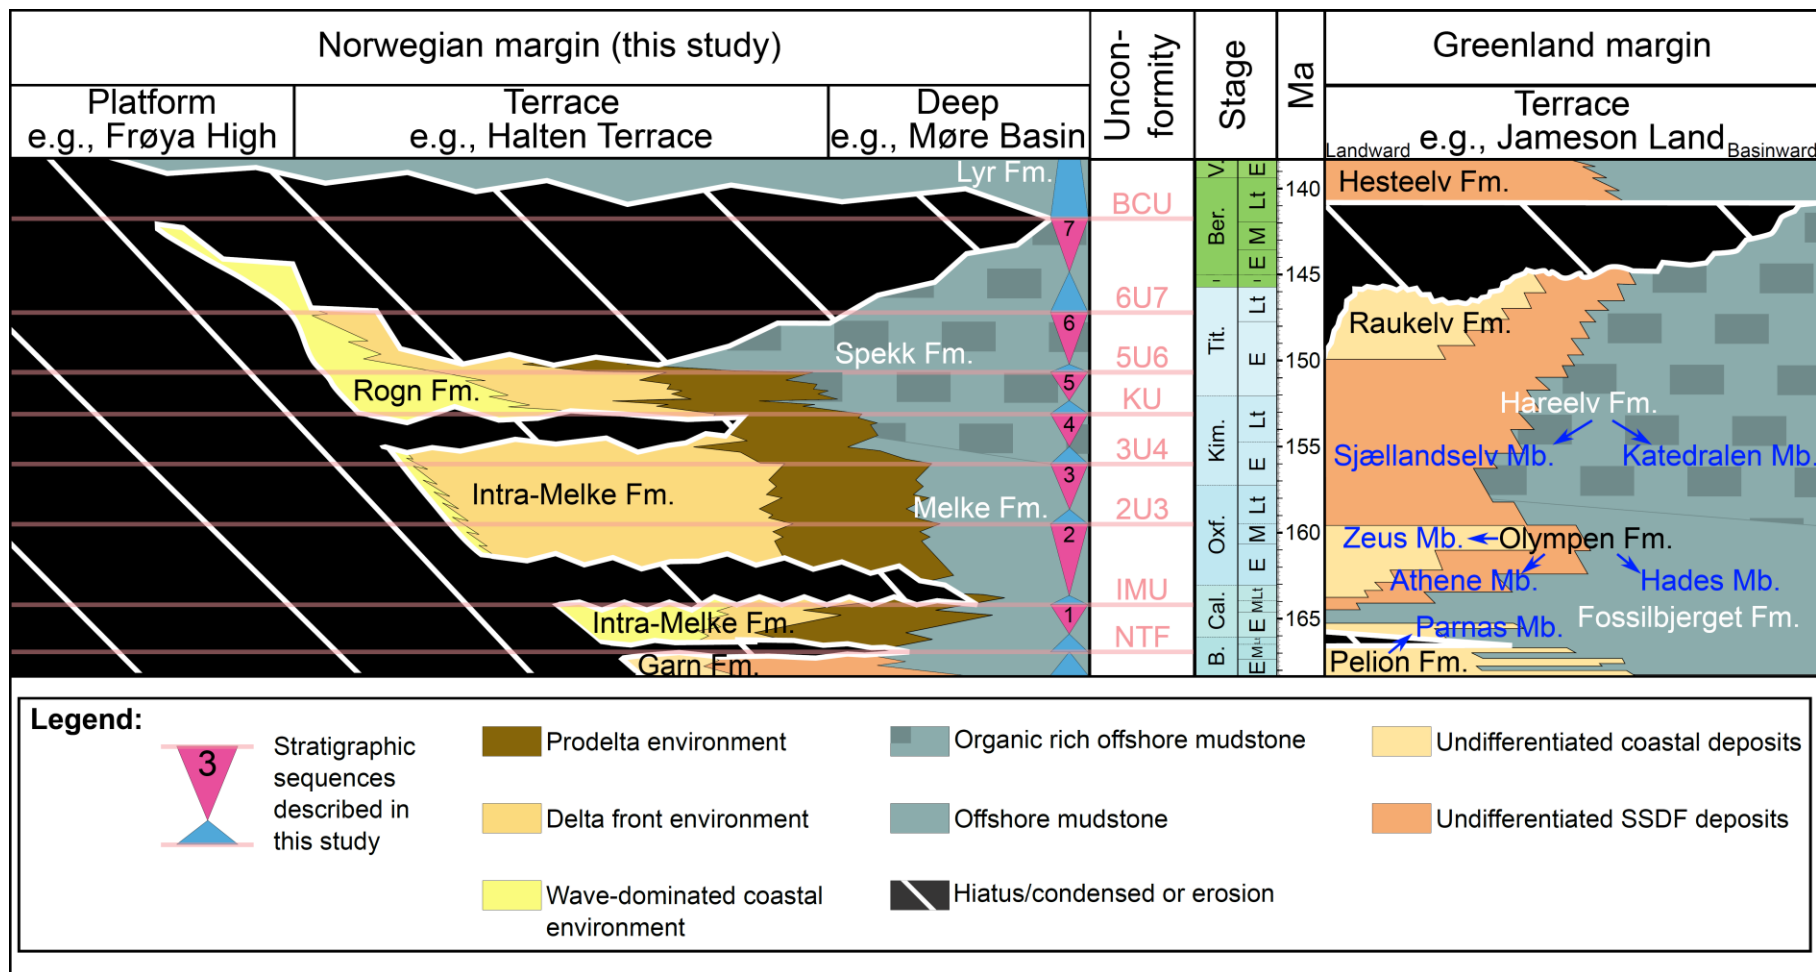 Norwegian margin (this study)
Uncon-
formity
Stage
Ma
Greenland margin
Platform
e.g., Frøya High
Terrace
e.g., Halten Terrace
Deep
e.g., Møre Basin
Terrace
e.g., Jameson Land
Landward
Basinward
Lyr Fm.
BCU
7
6U7
6
Spekk Fm.
5U6
5
Rogn Fm.
KU
4
3U4
3
Intra-Melke Fm.
Melke Fm.
2U3
2
IMU
1
Intra-Melke Fm.
NTF
Garn Fm.
V.
E
Ber.
Lt
M
E
I
I
Tit.
Lt
E
Kim.
Lt
E
Oxf.
Lt
M
E
Cal.
MLt
E
B.
MLt
E
140
145
150
155
160
165
Hesteelv Fm.
Raukelv Fm.
Hareelv Fm.
Sjællandselv Mb.
Katedralen Mb.
Zeus Mb.
Olympen Fm.
Athene Mb.
Hades Mb.
Fossilbjerget Fm.
Parnas Mb.
Pelion Fm.
Legend:
3
Stratigraphic
sequences
described in
this study
Prodelta environment
Delta front environment
Wave-dominated coastal
environment
Organic rich offshore mudstone
Offshore mudstone
Hiatus/condensed or erosion
Undifferentiated coastal deposits
Undifferentiated SSDF deposits